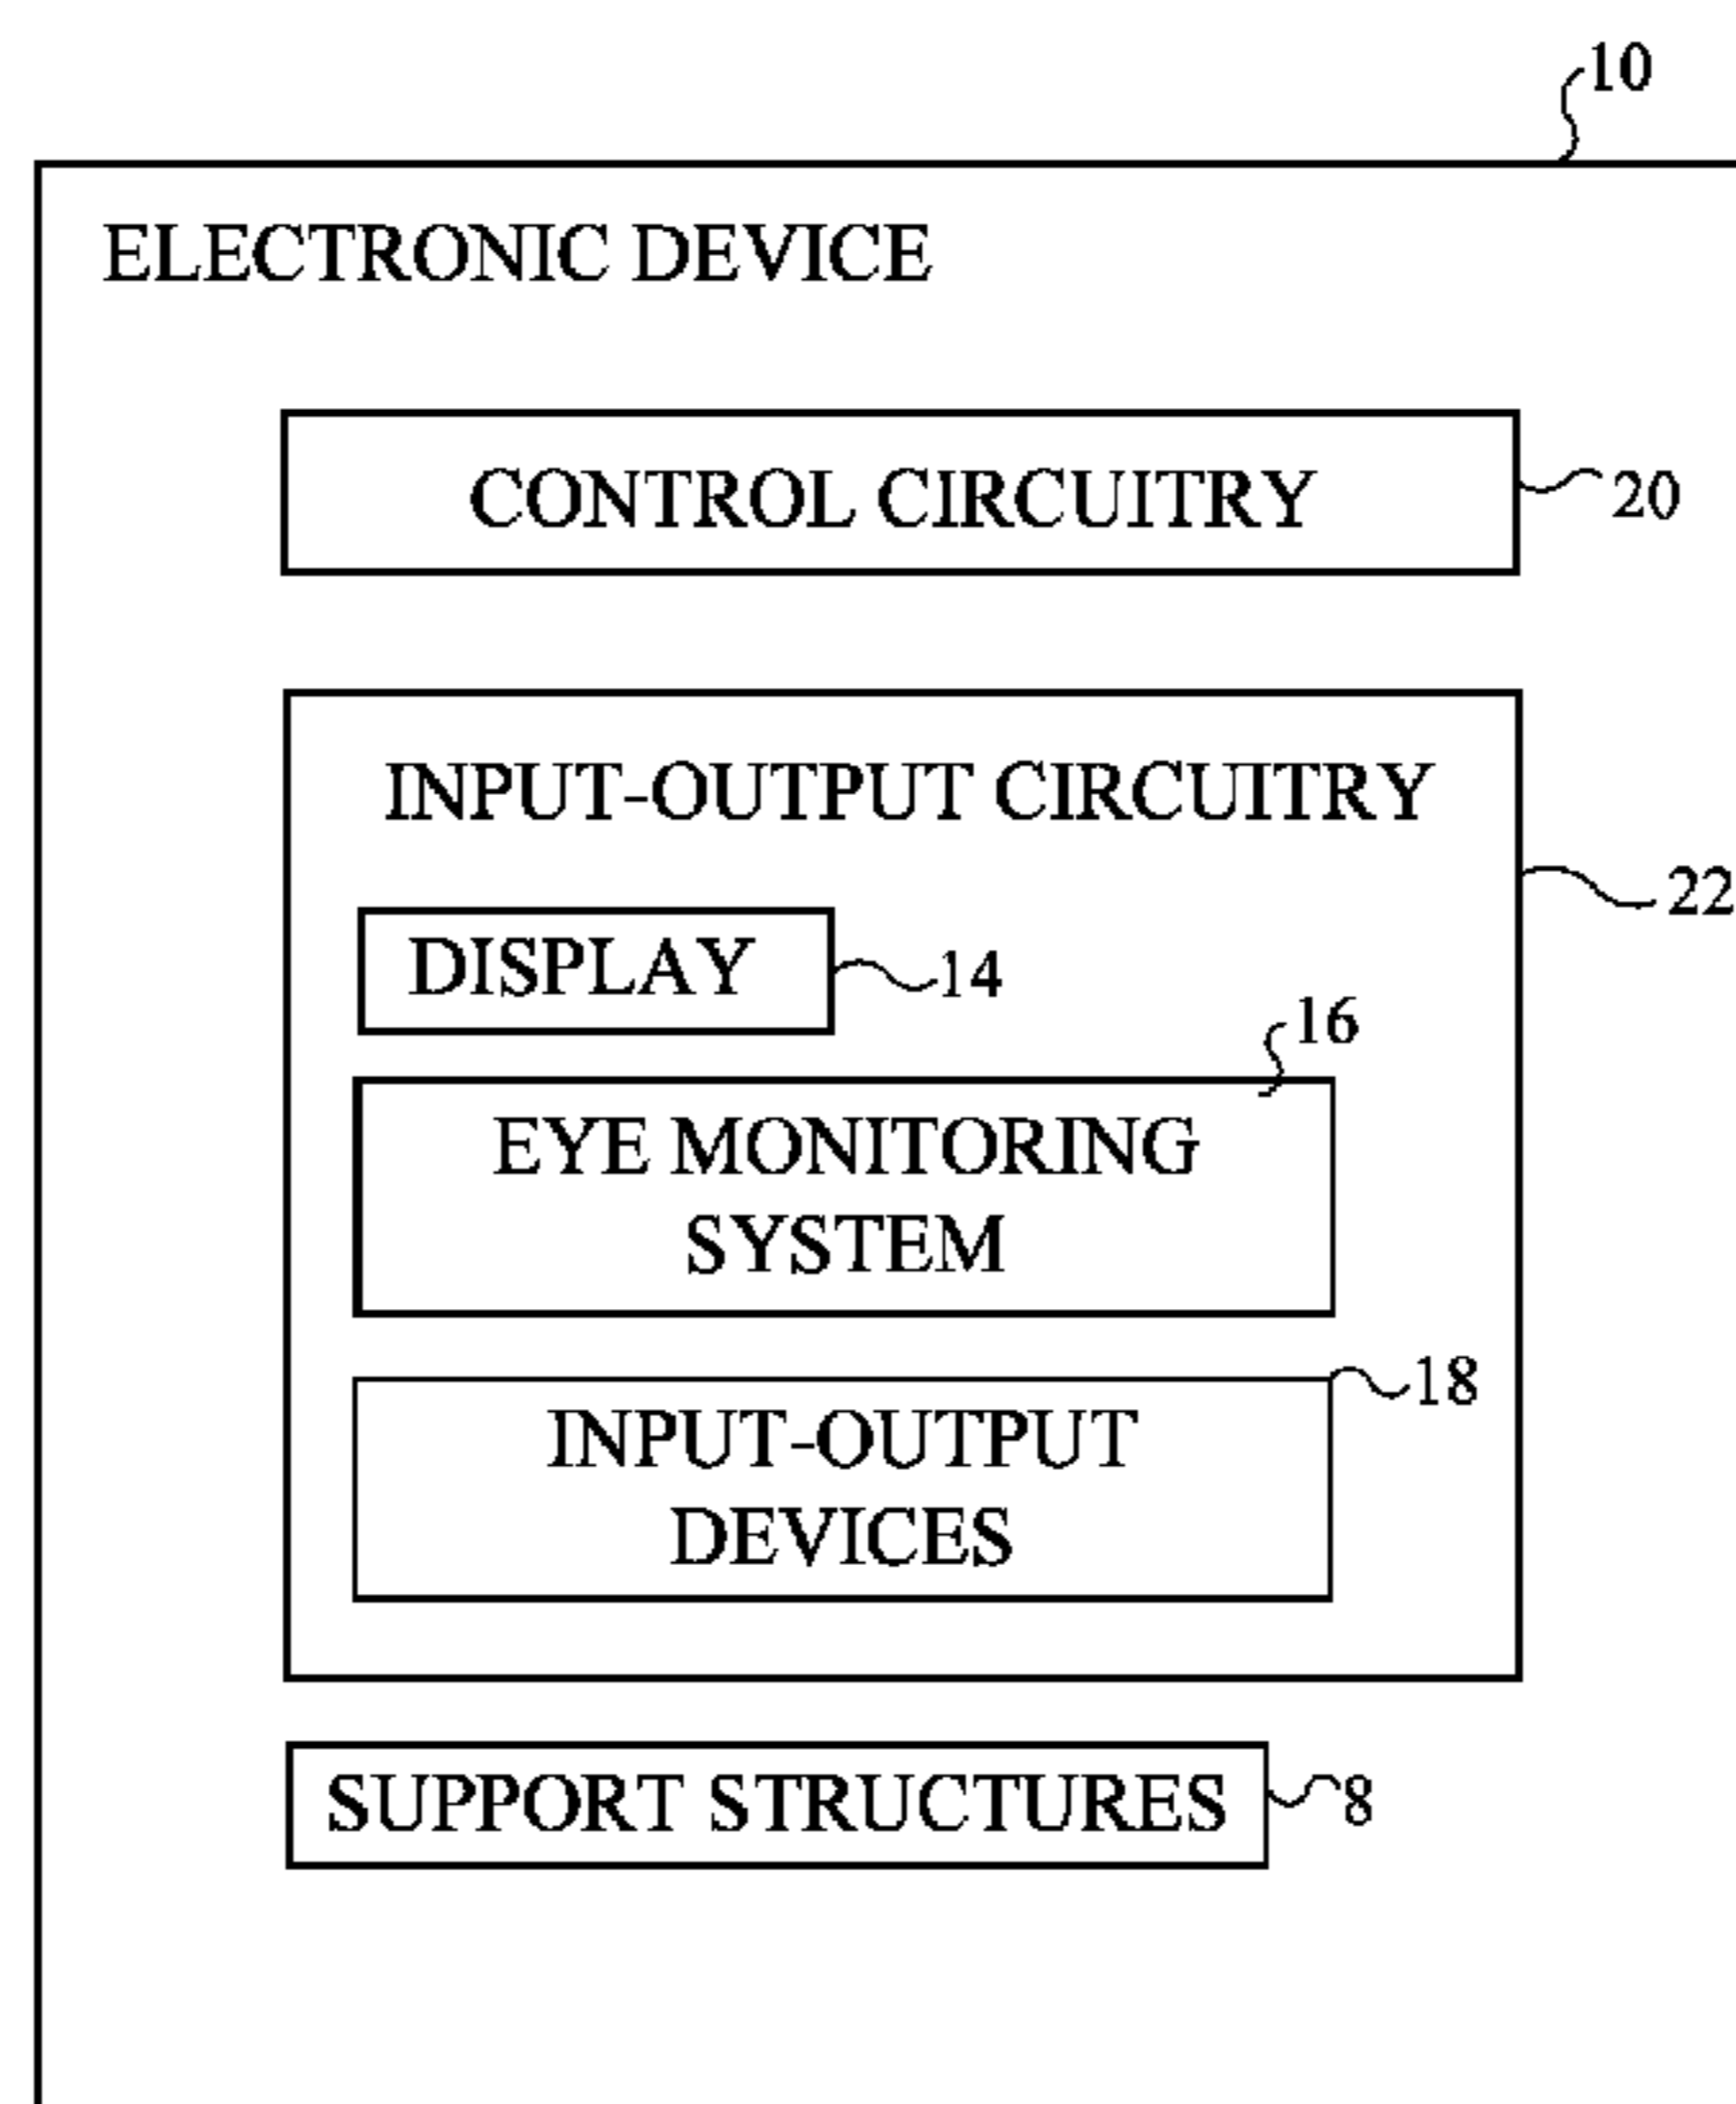 10
ELECTRONIC DEVICE
CONTROL CIRCUITRY
20
INPUT-OUTPUT CIRCUITRY
22
DISPLAY
14
16
EYE MONITORING
SYSTEM
18
INPUT-OUTPUT
DEVICES
SUPPORT STRUCTURES
8